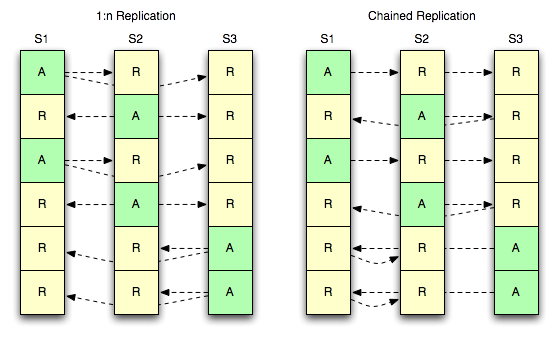 1:n Replication
Chained Replication
S1 S2 S3 S1 S2 S3
A R R A R R
R A R R A R
A R R A R R
R A R R A R
R R A R R A
R R A R R A